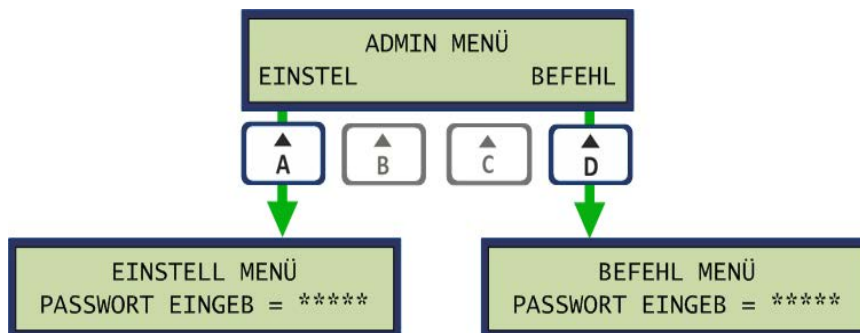 ADMIN MENÜ
EINSTEL BEFEHL
A B C D
EINSTELL MENÜ
PASSWORT EINGEB = *****
BEFEHL MENÜ
PASSWORT EINGEB = *****